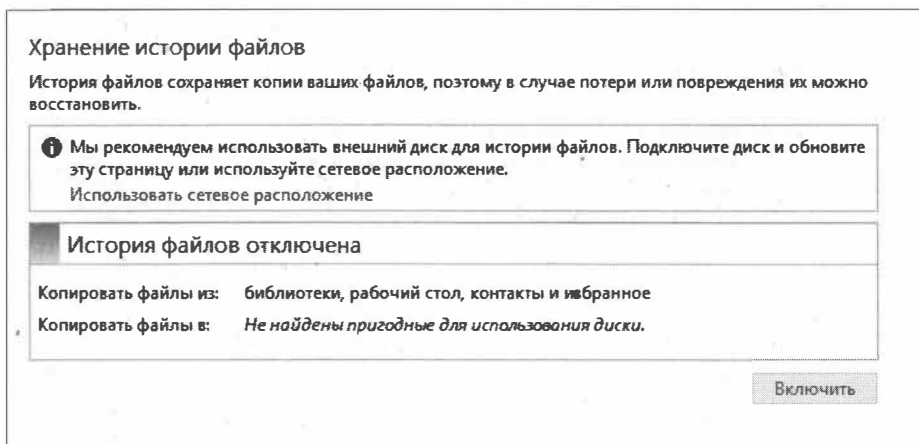 Хранение истории файлов
История файлов сохраняет копии ваших файлов, поэтому в случае потери или повреждения их можно
восстановить.
Мы рекомендуем использовать внешний диск для истории файлов. Подключите диск и обновите
эту страницу или используйте сетевое расположение.
Использовать сетевое расположение
История файлов отключена
Копировать файлы из: библиотеки, рабочий стол, контакты и избранное
Копировать файлы в: Не найдены пригодные для использования диски.
Включить